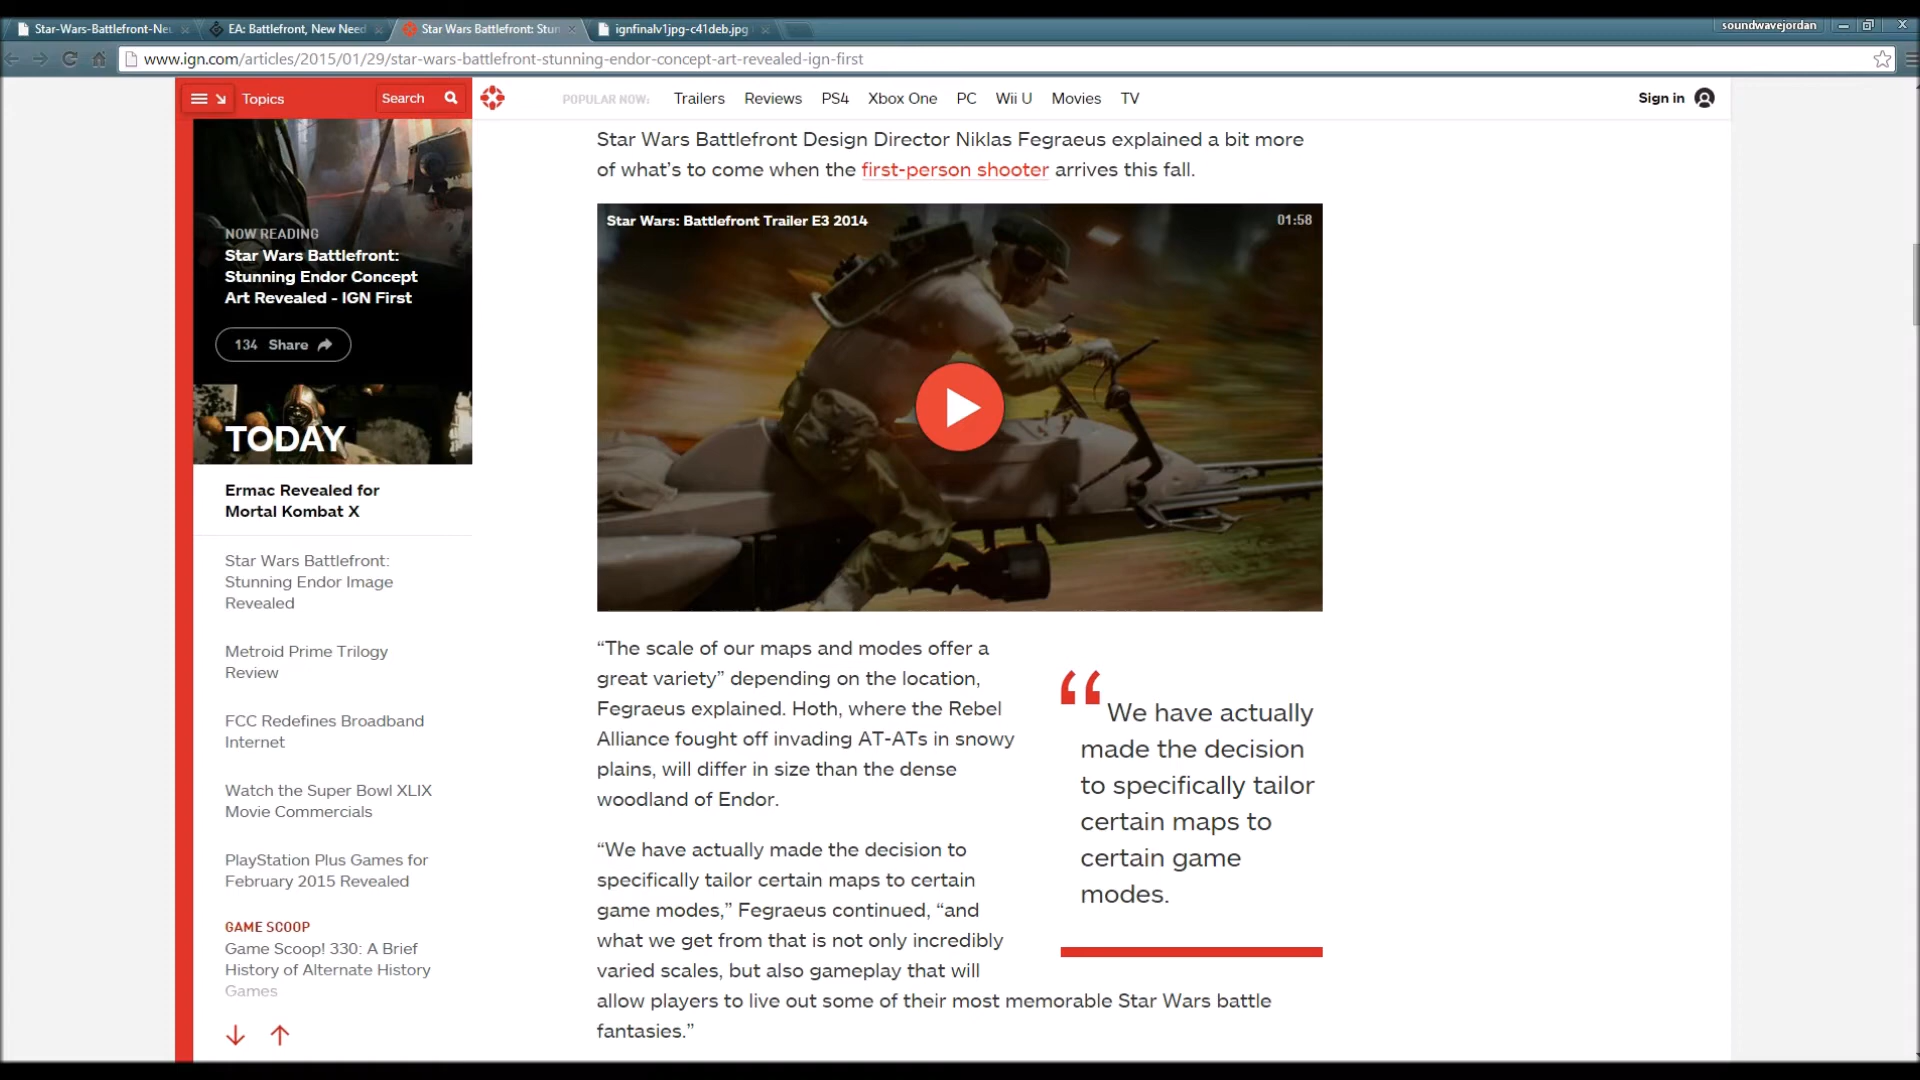 Star-Wars-Battlefront-Neu
EA: Battlefront, New Need
Star Wars Battlefront: Stun
ignfinalv1jpg-c41deb.jpg
soundwavejordan
www.ign.com/articles/2015/01/29/star-wars-battlefront-stunning-endor-concept-art-revealed-ign-first
Topics
Search
POPULAR NOW:
Trailers
Reviews
PS4
Xbox One
PC
Wii U
Movies
TV
Sign in
NOW READING
Star Wars Battlefront:
Stunning Endor Concept
Art Revealed - IGN First
134 Share
TODAY
Ermac Revealed for
Mortal Kombat X
Star Wars Battlefront:
Stunning Endor Image
Revealed
Metroid Prime Trilogy
Review
FCC Redefines Broadband
Internet
Watch the Super Bowl XLIX
Movie Commercials
PlayStation Plus Games for
February 2015 Revealed
GAME SCOOP
Game Scoop! 330: A Brief
History of Alternate History
Games
Star Wars Battlefront Design Director Niklas Fegraeus explained a bit more
of what's to come when the first-person shooter arrives this fall.
Star Wars: Battlefront Trailer E3 2014
01:58
“The scale of our maps and modes offer a
great variety” depending on the location,
Fegraeus explained. Hoth, where the Rebel
Alliance fought off invading AT-ATs in snowy
plains, will differ in size than the dense
woodland of Endor.
“We have actually made the decision to
specifically tailor certain maps to certain
game modes,” Fegraeus continued, “and
what we get from that is not only incredibly
varied scales, but also gameplay that will
allow players to live out some of their most memorable Star Wars battle
fantasies.”
“ We have actually
made the decision
to specifically tailor
certain maps to
certain game
modes.